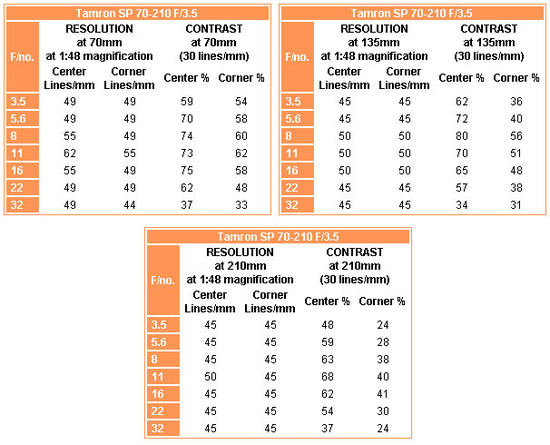 Tamron SP 70-210 F/3.5
F/no.
RESOLUTION
at 70mm
at 1:48 magnification
CONTRAST
at 70mm
(30 lines/mm)
Center Lines/mm Corner Lines/mm Center % Corner %
3.5 49 49 59 54
5.6 49 49 70 58
8 55 49 74 60
11 62 55 73 62
16 55 49 75 58
22 49 49 62 48
32 49 44 37 33
Tamron SP 70-210 F/3.5
F/no.
RESOLUTION
at 135mm
at 1:48 magnification
CONTRAST
at 135mm
(30 lines/mm)
Center Lines/mm Corner Lines/mm Center % Corner %
3.5 45 45 62 36
5.6 45 45 72 40
8 50 50 80 56
11 50 50 70 51
16 50 50 65 48
22 45 45 57 38
32 45 45 34 31
Tamron SP 70-210 F/3.5
F/no.
RESOLUTION
at 210mm
at 1:48 magnification
CONTRAST
at 210mm
(30 lines/mm)
Center Lines/mm Corner Lines/mm Center % Corner %
3.5 45 45 48 24
5.6 45 45 59 28
8 45 45 63 38
11 50 45 68 40
16 45 45 62 41
22 45 45 54 30
32 45 45 37 24